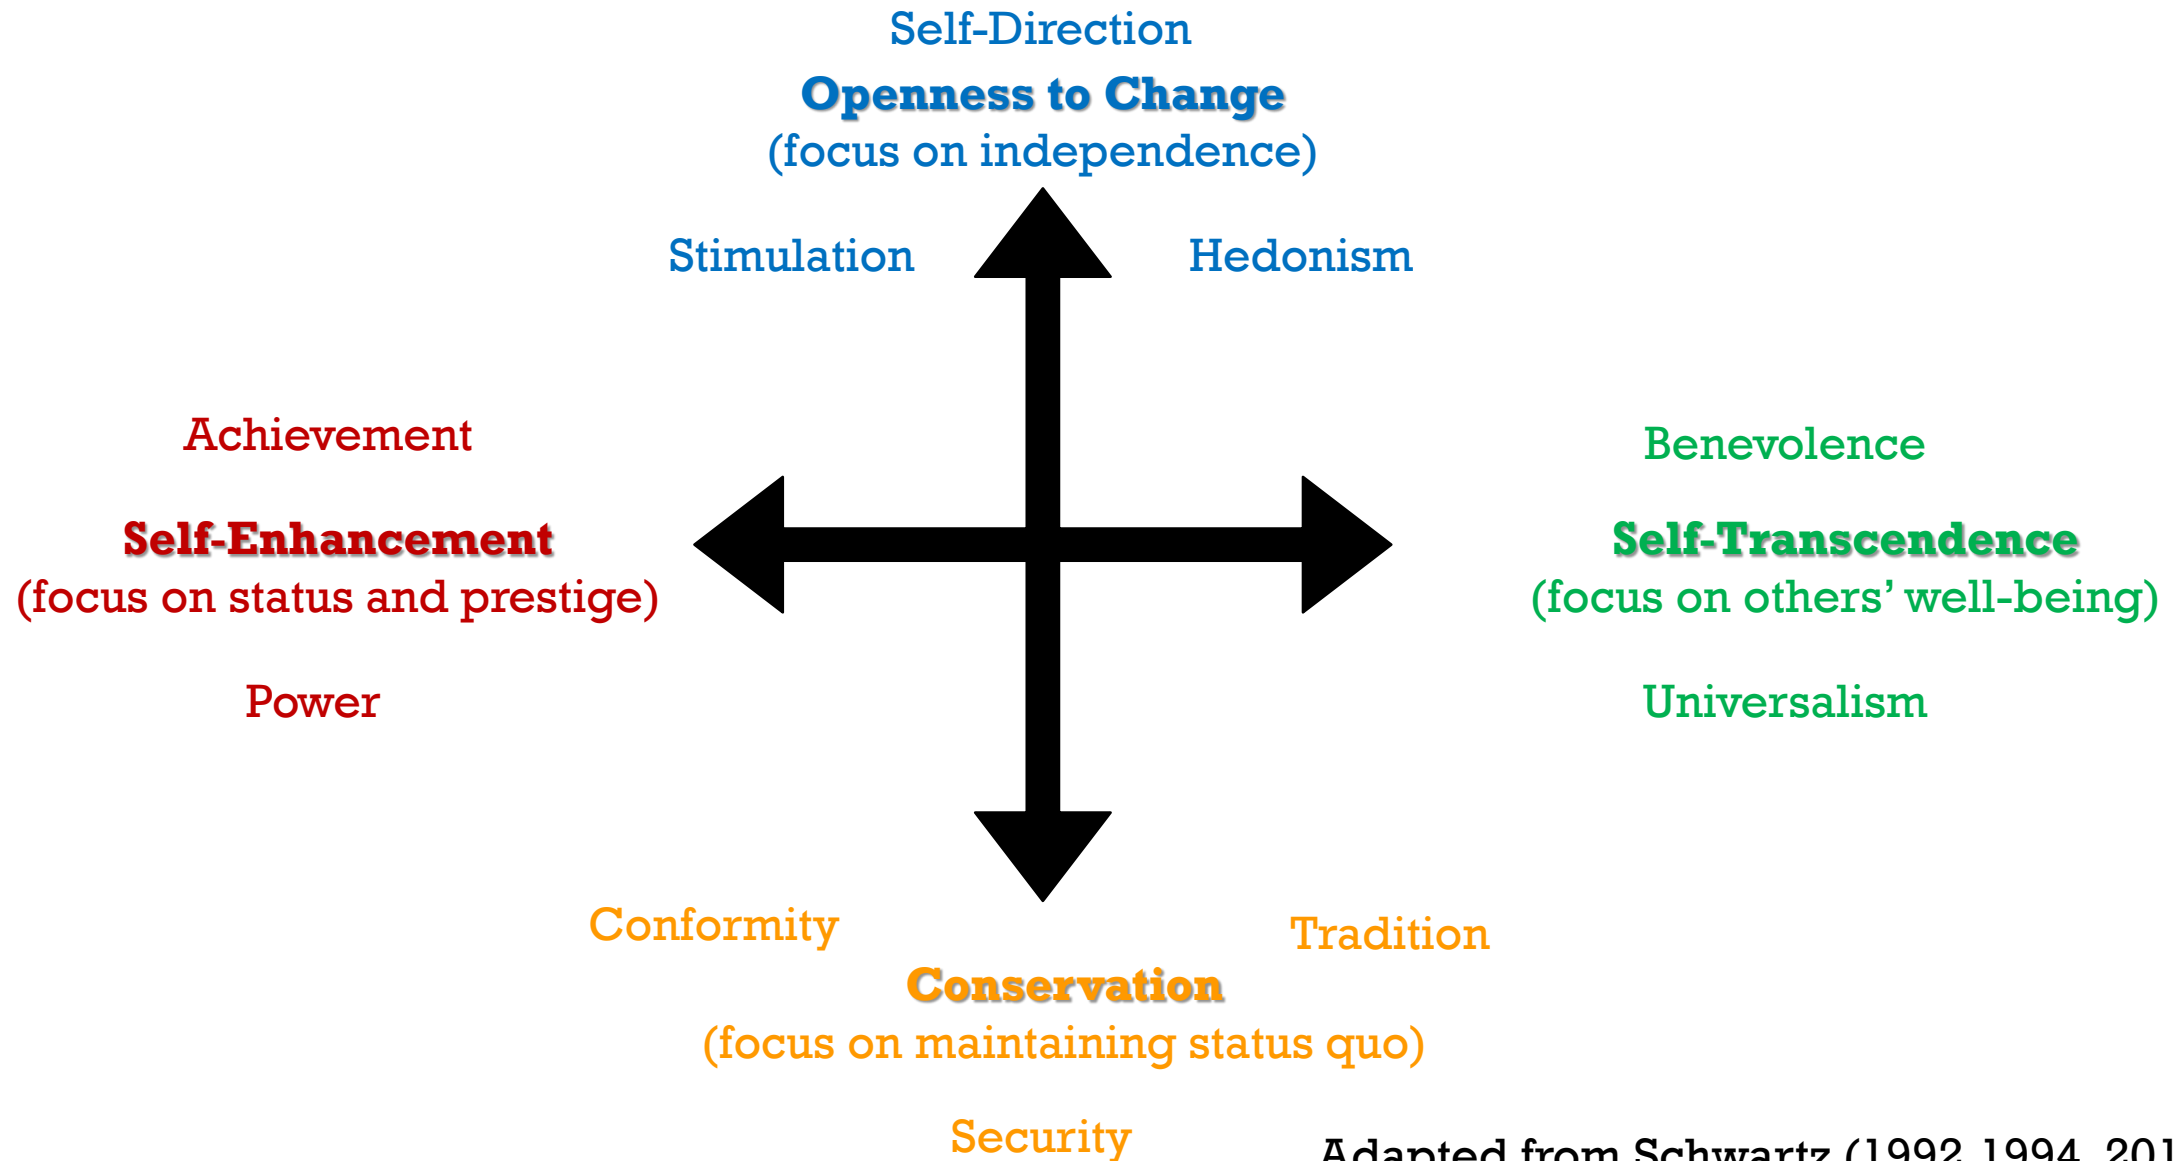 Self-Direction
Openness to Change
(focus on independence)
Stimulation
Hedonism
Achievement
Self-Enhancement
(focus on status and prestige)
Power
Benevolence
Self-Transcendence
(focus on others’ well-being)
Universalism
Conformity
Tradition
Conservation
(focus on maintaining status quo)
Security
Adapted from Schwartz (1992,1994,